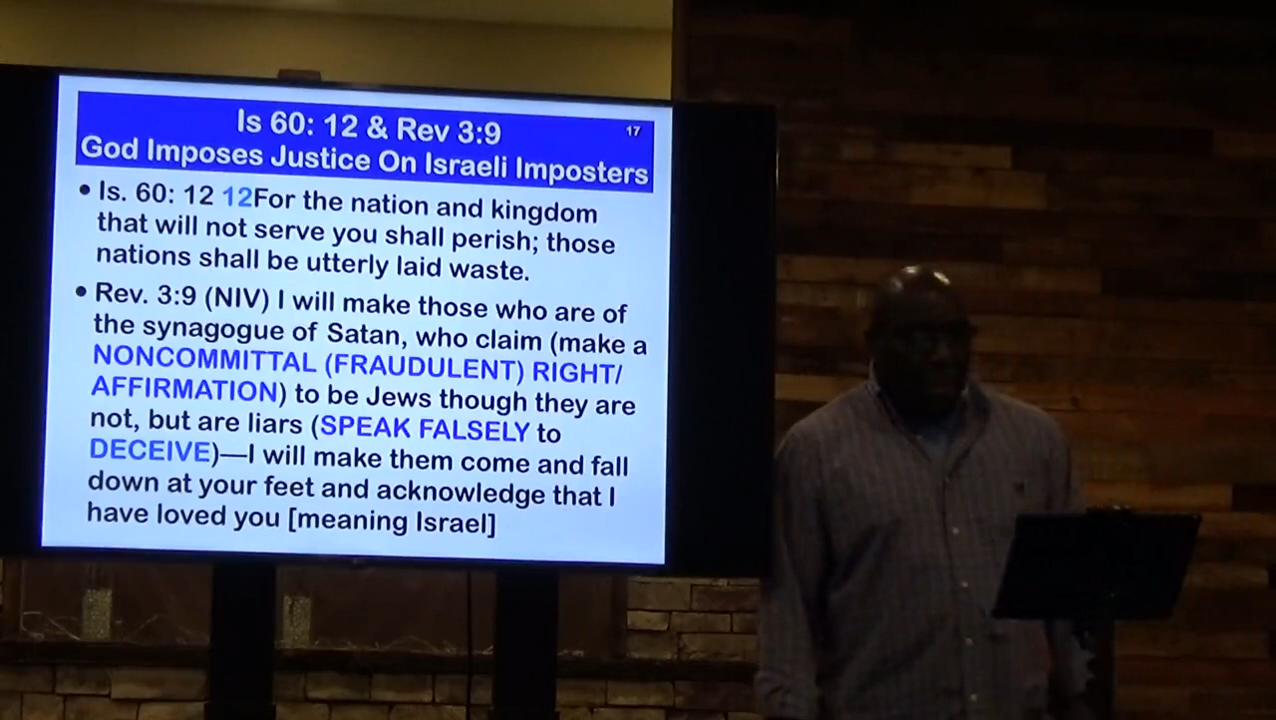 Is 60: 12 & Rev 3:9
17
God Imposes Justice On Israeli Imposters
• Is. 60: 12 12For the nation and kingdom
that will not serve you shall perish; those
nations shall be utterly laid waste.
• Rev. 3:9 (NIV) I will make those who are of
the synagogue of Satan, who claim (make a
NONCOMMITTAL (FRAUDULENT) RIGHT/
AFFIRMATION) to be Jews though they are
not, but are liars (SPEAK FALSELY to
DECEIVE)—I will make them come and fall
down at your feet and acknowledge that I
have loved you [meaning Israel]